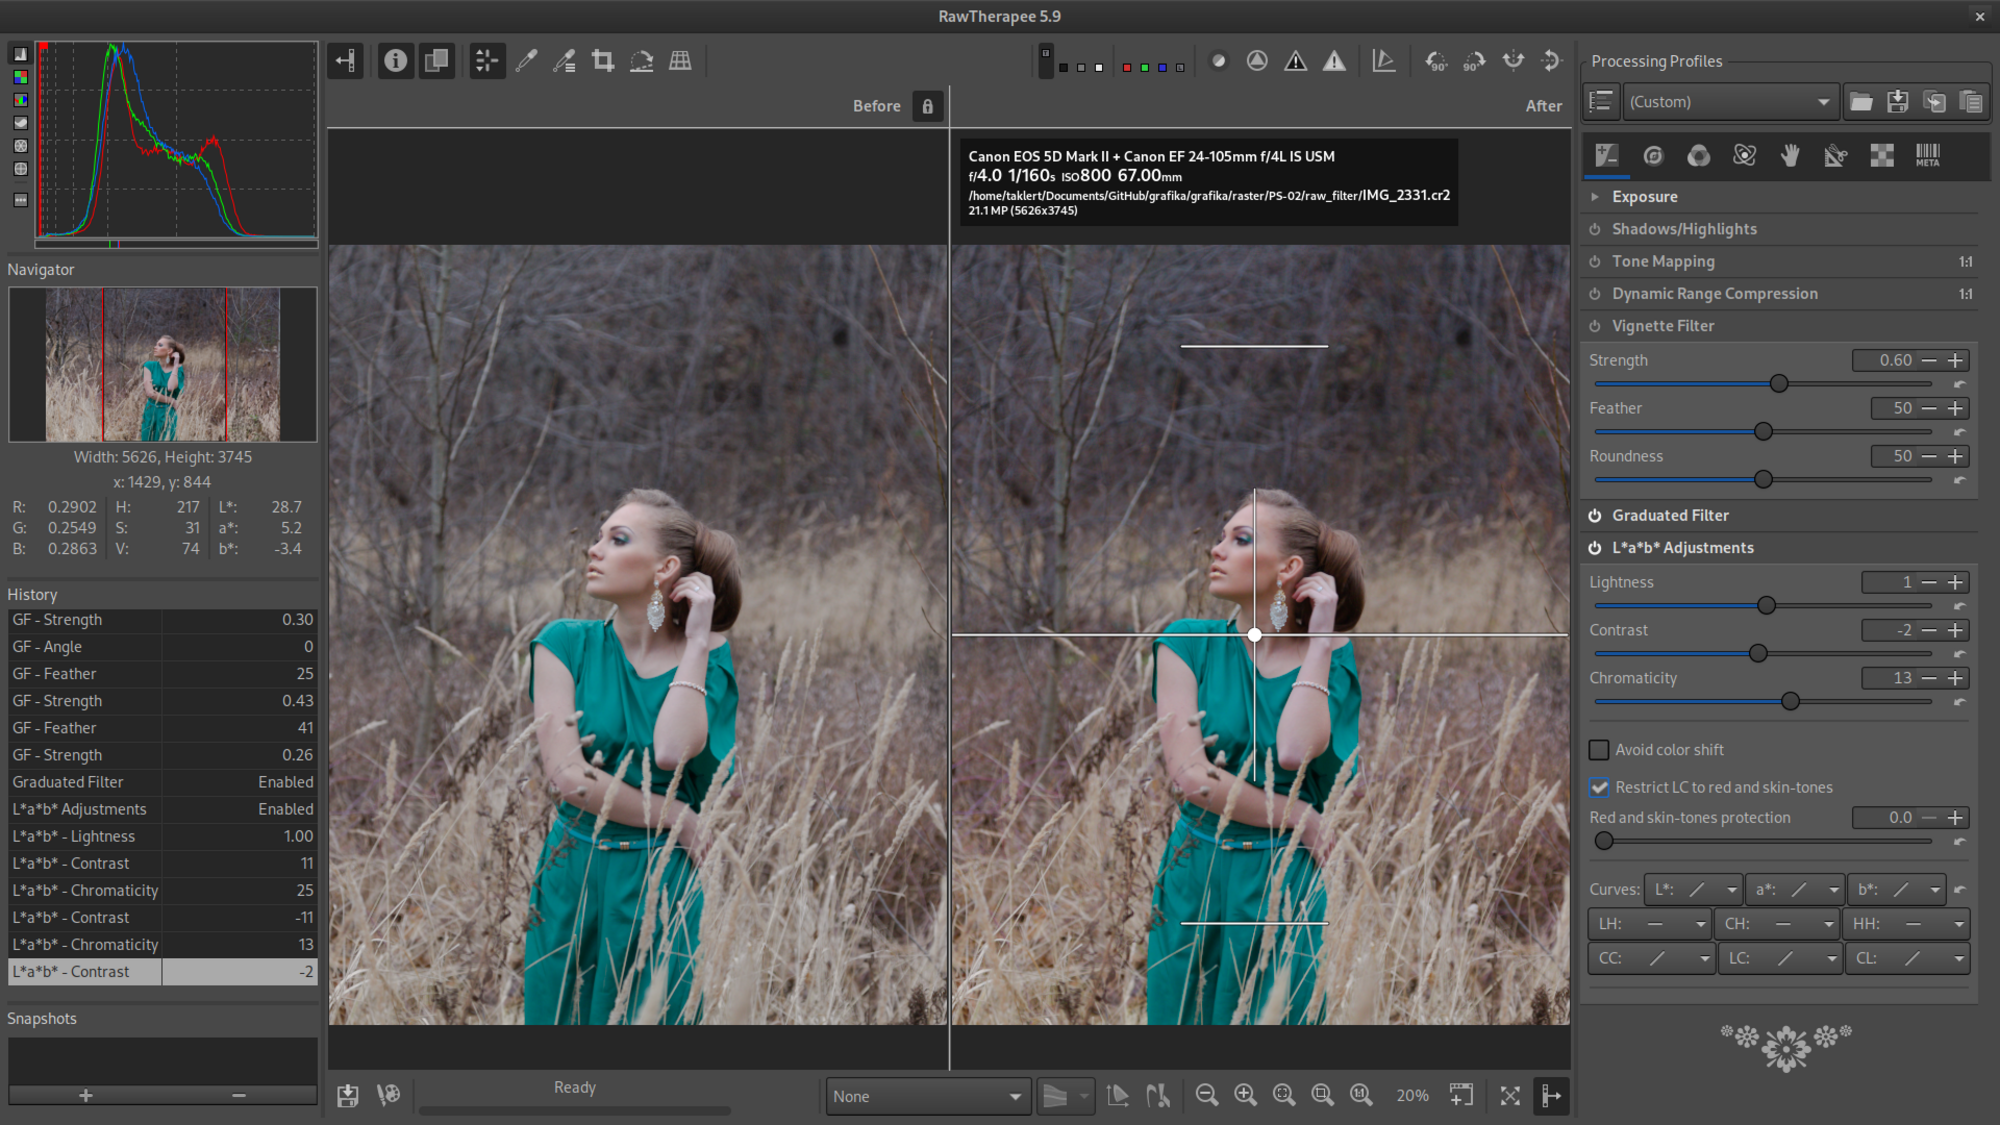 RawTherapee 5.9
Before
After
Canon EOS 5D Mark II + Canon EF 24-105mm f/4L IS USM
f/4.0 1/160s ISO800 67.00mm
/home/taklert/Documents/GitHub/grafika/grafika/raster/PS-02/raw_filter/IMG_2331.cr2
21.1 MP (5626x3745)
Navigator
Width: 5626, Height: 3745
x: 1429, y: 844
R: 0.2902 H: 217 L*: 28.7
G: 0.2549 S: 31 a*: 5.2
B: 0.2863 V: 74 b*: -3.4
History
GF - Strength 0.30
GF - Angle 0
GF - Feather 25
GF - Strength 0.43
GF - Feather 41
GF - Strength 0.26
Graduated Filter Enabled
L*a*b* Adjustments Enabled
L*a*b* - Lightness 1.00
L*a*b* - Contrast 11
L*a*b* - Chromaticity 25
L*a*b* - Contrast -11
L*a*b* - Chromaticity 13
L*a*b* - Contrast -2
Snapshots
Ready
None
20%
90°
90°
1:1
Processing Profiles
(Custom)
META
Exposure
Shadows/Highlights
Tone Mapping 1:1
Dynamic Range Compression 1:1
Vignette Filter
Strength 0.60
Feather 50
Roundness 50
Graduated Filter
L*a*b* Adjustments
Lightness 1
Contrast -2
Chromaticity 13
Avoid color shift
Restrict LC to red and skin-tones
Red and skin-tones protection 0.0
Curves: L*: a*: b*:
LH: CH: HH:
CC: LC: CL: